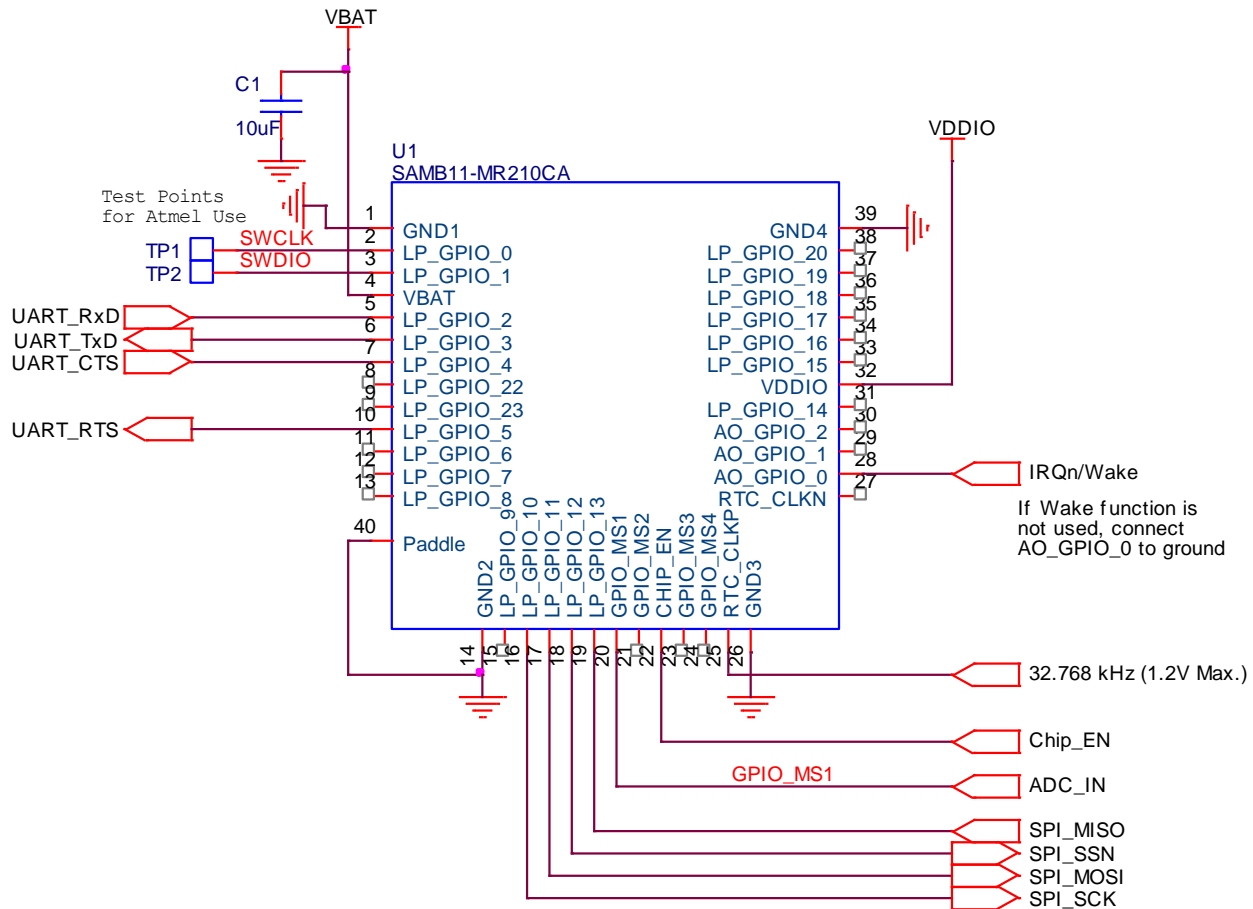 VBAT
C1
10uF
VDDIO
U1
SAMB11-MR210CA
Test Points
for Atmel Use
TP1
SWCLK
TP2
SWDIO
UART_RxD
UART_TxD
UART_CTS
UART_RTS
1
GND1
2
LP_GPIO_0
3
LP_GPIO_1
4
VBAT
5
LP_GPIO_2
6
LP_GPIO_3
7
LP_GPIO_4
8
LP_GPIO_22
9
LP_GPIO_23
10
LP_GPIO_5
11
LP_GPIO_6
12
LP_GPIO_7
13
LP_GPIO_8
40
Paddle
39
GND4
38
LP_GPIO_20
37
LP_GPIO_19
36
LP_GPIO_18
35
LP_GPIO_17
34
LP_GPIO_16
33
LP_GPIO_15
32
VDDIO
31
LP_GPIO_14
30
AO_GPIO_2
29
AO_GPIO_1
28
AO_GPIO_0
27
RTC_CLKN
IRQn/Wake
If Wake function is
not used, connect
AO_GPIO_0 to ground
GND2
LP_GPIO_9
LP_GPIO_10
LP_GPIO_11
LP_GPIO_12
LP_GPIO_13
GPIO_MS1
GPIO_MS2
CHIP_EN
GPIO_MS3
GPIO_MS4
RTC_CLKP
GND3
14
15
16
17
18
19
20
21
22
23
24
25
26
32.768 kHz (1.2V Max.)
Chip_EN
GPIO_MS1
ADC_IN
SPI_MISO
SPI_SSN
SPI_MOSI
SPI_SCK